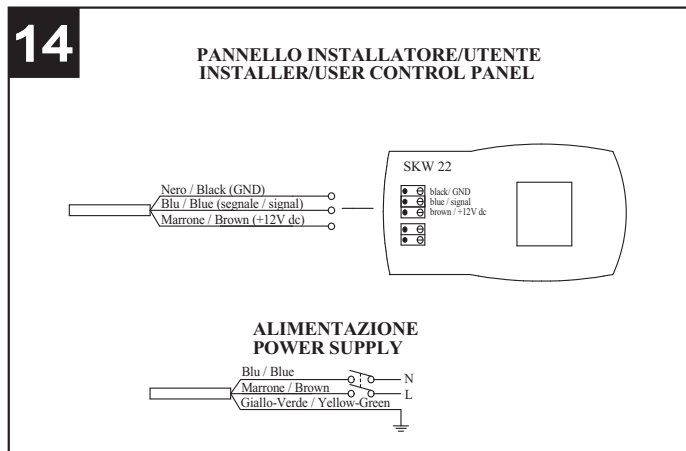 14
PANNELLO INSTALLATORE/UTENTE
INSTALLER/USER CONTROL PANEL
Nero / Black (GND)
Blu / Blue (segnale / signal)
Marrone / Brown (+12V dc)
SKW 22
black/ GND
blue / signal
brown / +12V dc
ALIMENTAZIONE
POWER SUPPLY
Blu / Blue
N
Marrone / Brown
L
Giallo-Verde / Yellow-Green